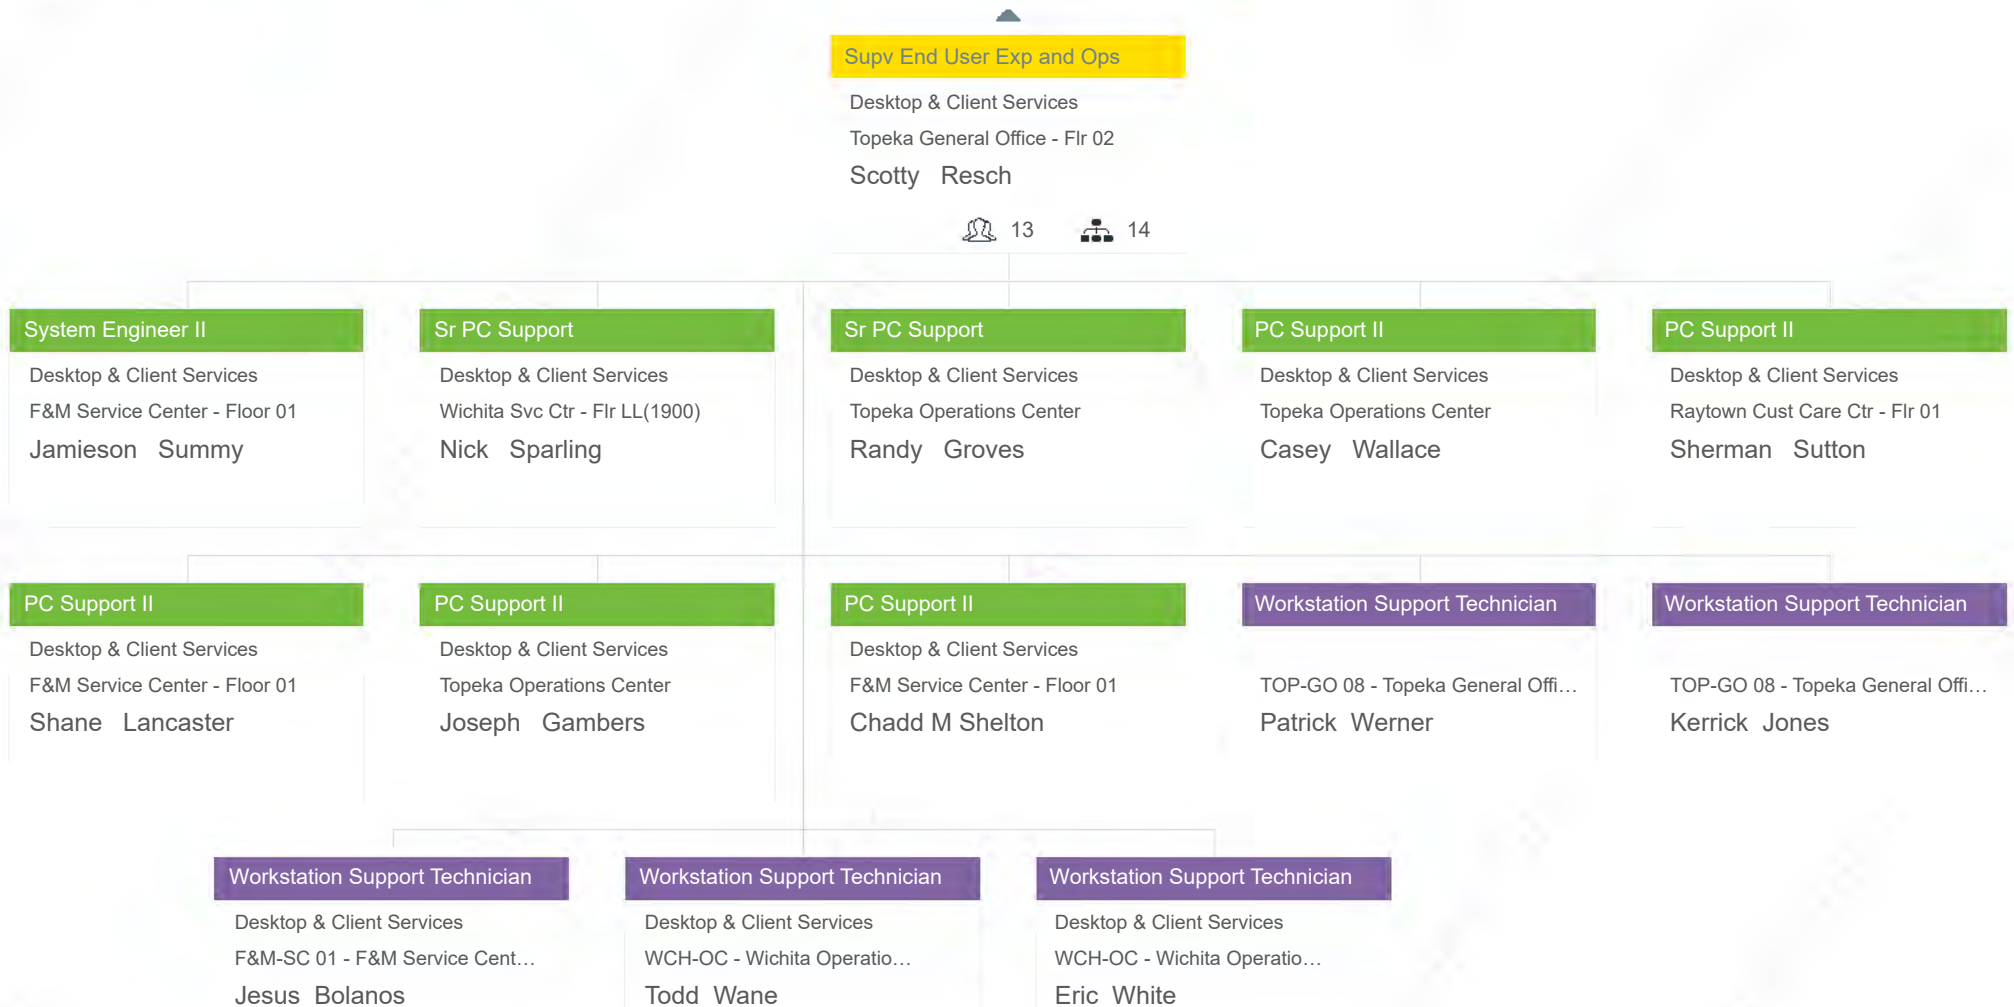 Supv End User Exp and Ops
Desktop & Client Services
Topeka General Office - Flr 02
Scotty Resch
13 14
System Engineer II
Desktop & Client Services
F&M Service Center - Floor 01
Jamieson Summy
Sr PC Support
Desktop & Client Services
Wichita Svc Ctr - Flr LL(1900)
Nick Sparling
Sr PC Support
Desktop & Client Services
Topeka Operations Center
Randy Groves
PC Support II
Desktop & Client Services
Topeka Operations Center
Casey Wallace
PC Support II
Desktop & Client Services
Raytown Cust Care Ctr - Flr 01
Sherman Sutton
PC Support II
Desktop & Client Services
F&M Service Center - Floor 01
Shane Lancaster
PC Support II
Desktop & Client Services
Topeka Operations Center
Joseph Gambers
PC Support II
Desktop & Client Services
F&M Service Center - Floor 01
Chadd M Shelton
Workstation Support Technician
TOP-GO 08 - Topeka General Offi…
Patrick Werner
Workstation Support Technician
TOP-GO 08 - Topeka General Offi…
Kerrick Jones
Workstation Support Technician
Desktop & Client Services
F&M-SC 01 - F&M Service Cent…
Jesus Bolanos
Workstation Support Technician
Desktop & Client Services
WCH-OC - Wichita Operatio…
Todd Wane
Workstation Support Technician
Desktop & Client Services
WCH-OC - Wichita Operatio…
Eric White